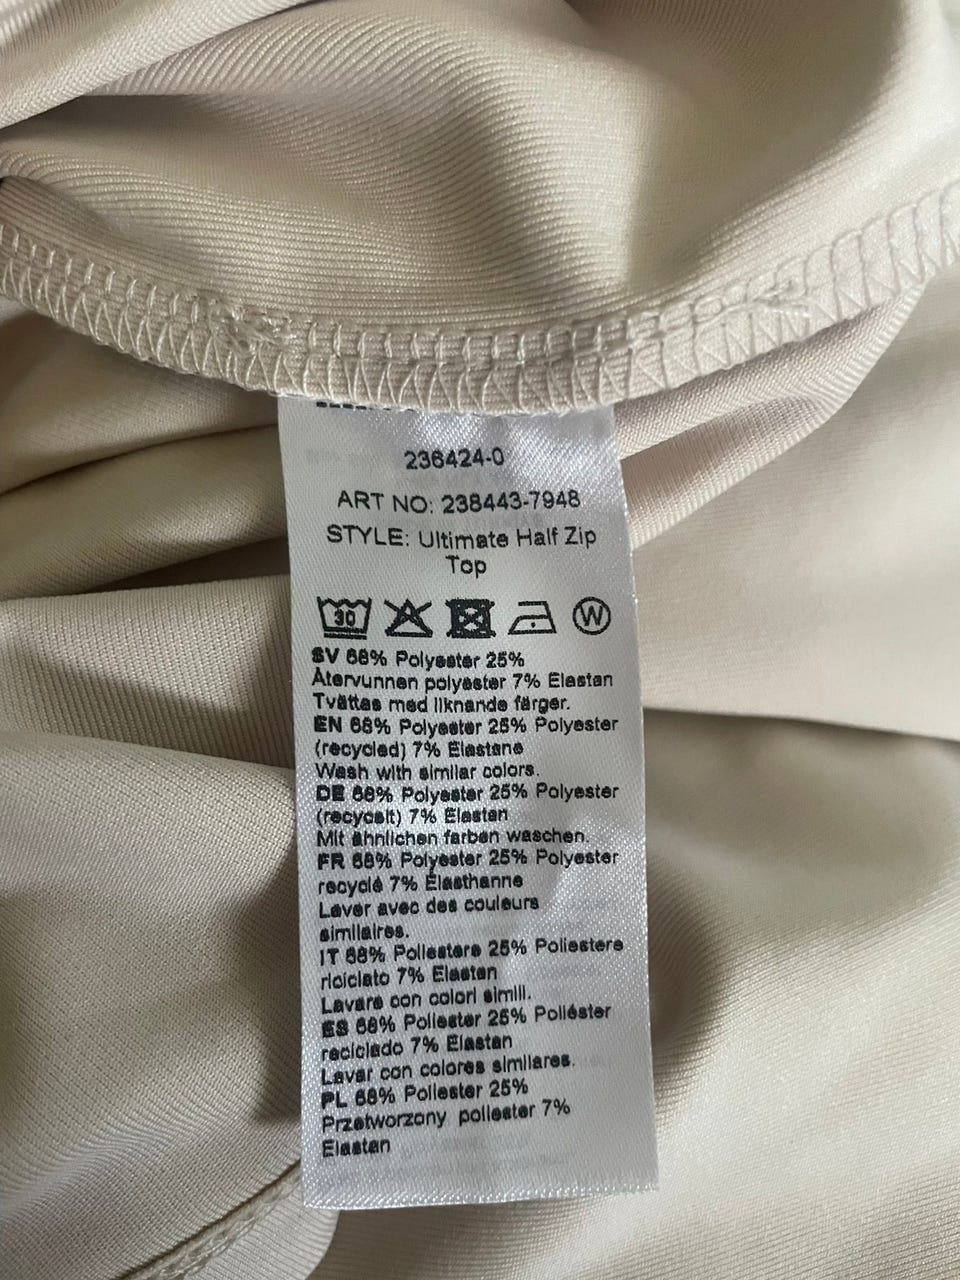 236424-0
ART NO: 238443-7948
STYLE: Ultimate Half Zip
Top
30
W
SV 68% Polyester 25%
Återvunnen polyester 7% Elastan
Tvättas med liknande färger.
EN 68% Polyester 25% Polyester
(recycled) 7% Elastane
Wash with similar colors.
DE 68% Polyester 25% Polyester
(recycelt) 7% Elastan
Mit ähnlichen farben waschen.
FR 68% Polyester 25% Polyester
recyclé 7% Élasthanne
Laver avec des couleurs
similaires.
IT 68% Poliestere 25% Poliestere
riciclato 7% Elastan
Lavare con colori simili.
ES 68% Poliester 25% Poliéster
reciclado 7% Elastan
Lavar con colores similares.
PL 68% Poliester 25%
Przetworzony poliester 7%
Elastan